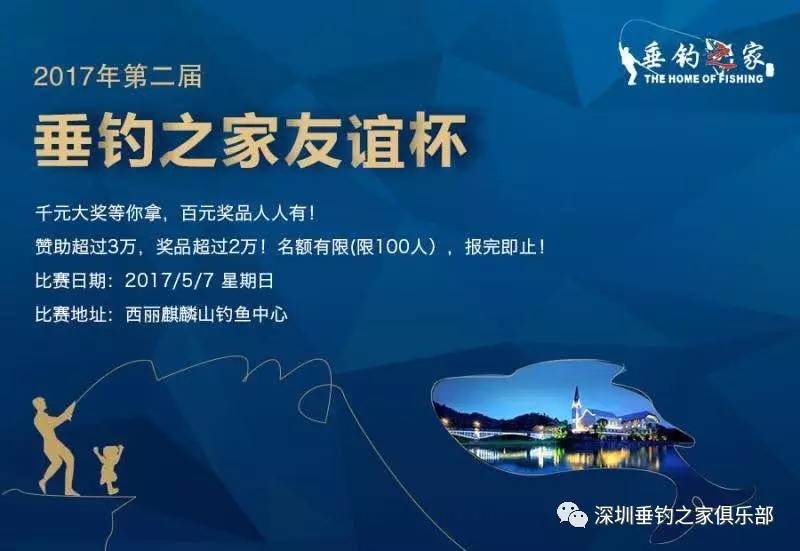 垂钓之家
THE HOME OF FISHING
2017年第二届
垂钓之家友谊杯
千元大奖等你拿，百元奖品人人有！
赞助超过3万，奖品超过2万！名额有限(限100人），报完即止！
比赛日期：2017/5/7 星期日
比赛地址：西丽麒麟山钓鱼中心
深圳垂钓之家俱乐部